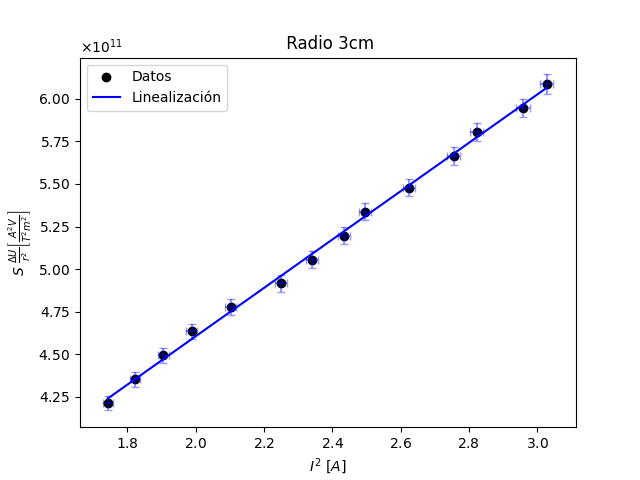 Radio 3cm
×10¹¹
Datos
Linealización
6.00
5.75
5.50
5.25
5.00
4.75
4.50
4.25
S ΔU/r² [A²V/T²m²]
1.8 2.0 2.2 2.4 2.6 2.8 3.0
I² [A]